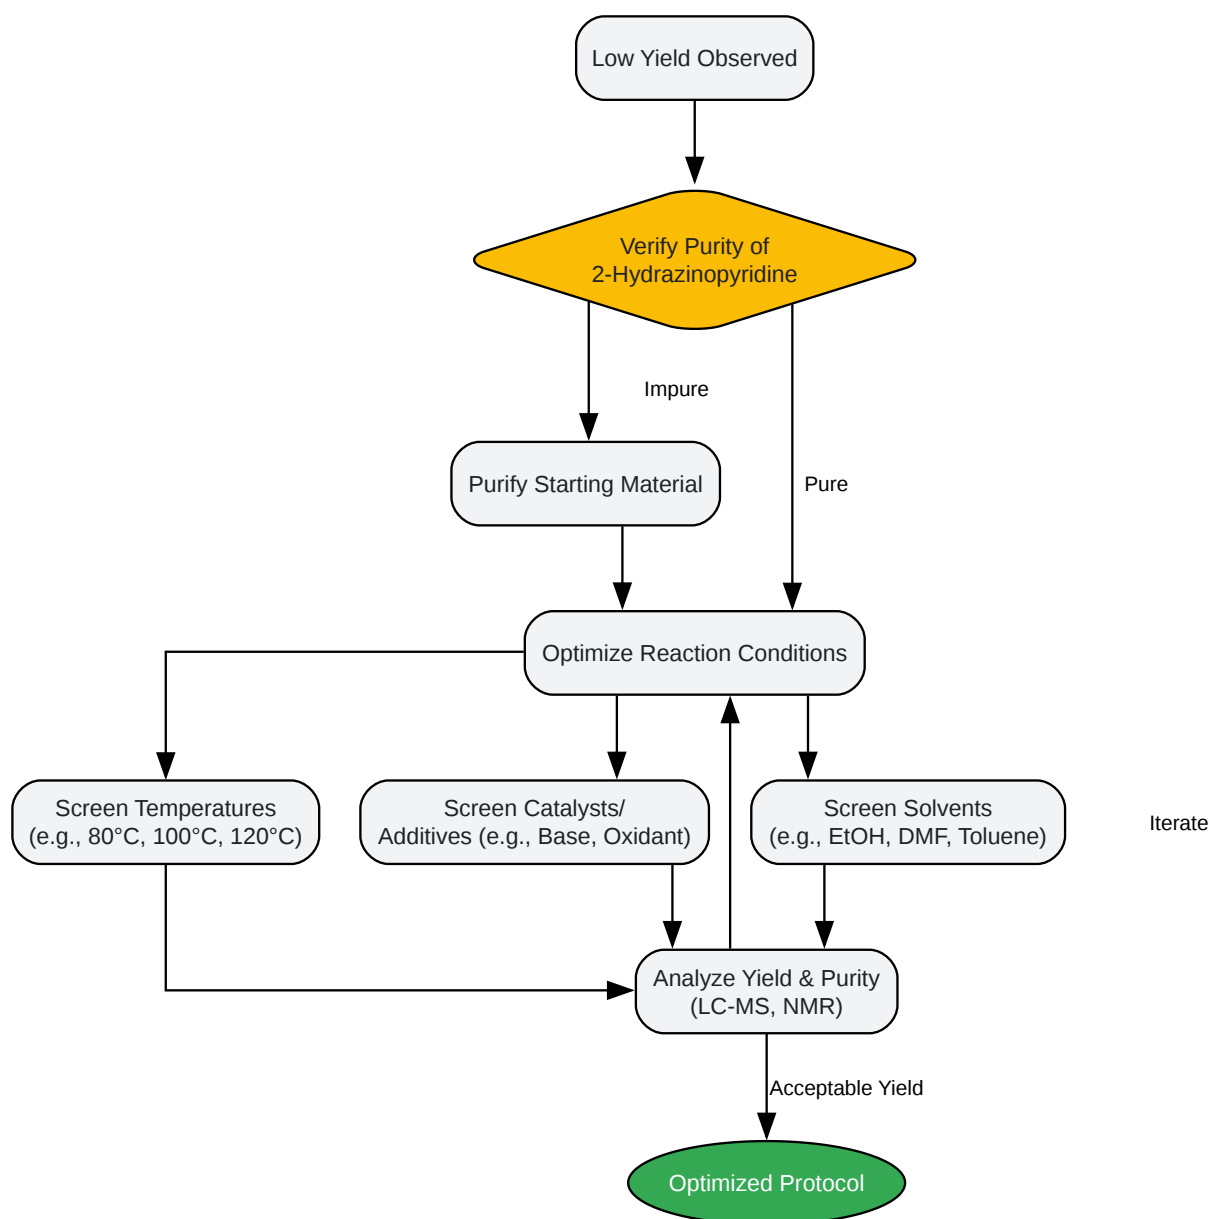 Low Yield Observed
Verify Purity of
2-Hydrazinopyridine
Impure
Purify Starting Material
Pure
Optimize Reaction Conditions
Screen Temperatures
(e.g., 80°C, 100°C, 120°C)
Screen Catalysts/
Additives (e.g., Base, Oxidant)
Screen Solvents
(e.g., EtOH, DMF, Toluene)
Iterate
Analyze Yield & Purity
(LC-MS, NMR)
Acceptable Yield
Optimized Protocol